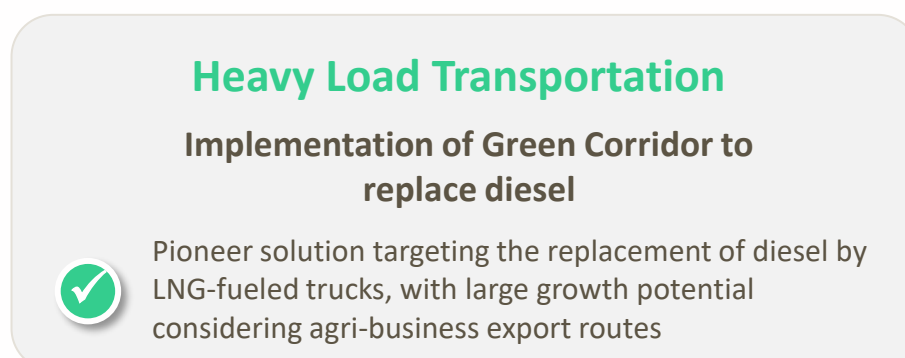 Heavy Load Transportation
Implementation of Green Corridor to
replace diesel
Pioneer solution targeting the replacement of diesel by
LNG-fueled trucks, with large growth potential
considering agri-business export routes